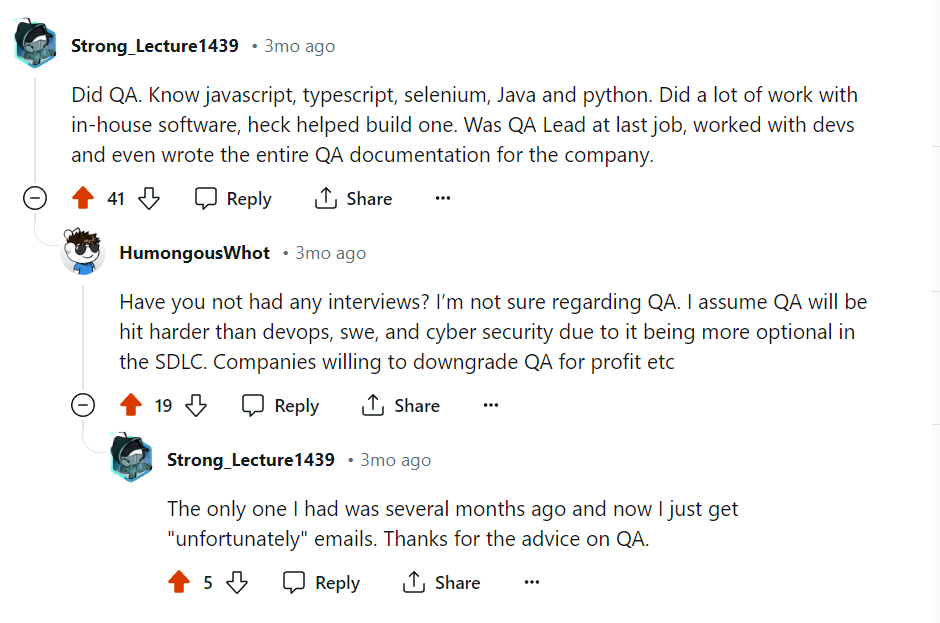 Strong_Lecture1439 • 3mo ago
Did QA. Know javascript, typescript, selenium, Java and python. Did a lot of work with
in-house software, heck helped build one. Was QA Lead at last job, worked with devs
and even wrote the entire QA documentation for the company.
41 Reply Share ···
HumongousWhot • 3mo ago
Have you not had any interviews? I'm not sure regarding QA. I assume QA will be
hit harder than devops, swe, and cyber security due to it being more optional in
the SDLC. Companies willing to downgrade QA for profit etc
19 Reply Share ···
Strong_Lecture1439 • 3mo ago
The only one I had was several months ago and now I just get
"unfortunately" emails. Thanks for the advice on QA.
5 Reply Share ···